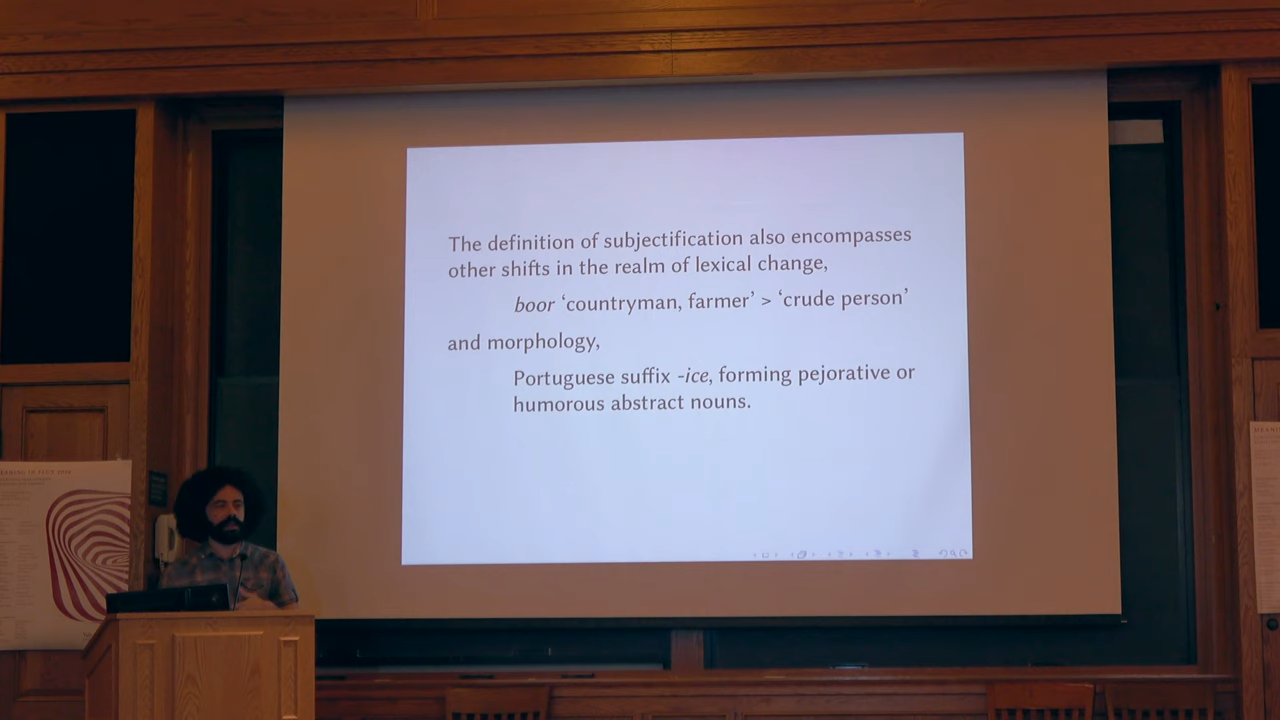 The definition of subjectification also encompasses
other shifts in the realm of lexical change,
boor ‘countryman, farmer’ > ‘crude person’
and morphology,
Portuguese suffix -ice, forming pejorative or
humorous abstract nouns.